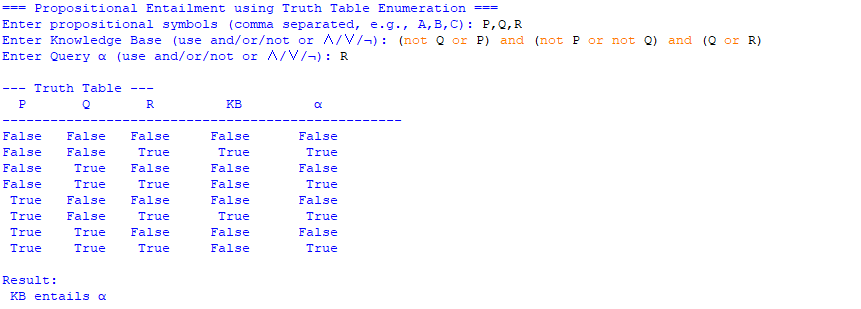 === Propositional Entailment using Truth Table Enumeration ===
Enter propositional symbols (comma separated, e.g., A,B,C): P,Q,R
Enter Knowledge Base (use and/or/not or ∧/∨/¬): (not Q or P) and (not P or not Q) and (Q or R)
Enter Query α (use and/or/not or ∧/∨/¬): R
--- Truth Table ---
P Q R KB α
--------------------------------------------------
False False False False False
False False True True True
False True False False False
False True True False True
True False False False False
True False True True True
True True False False False
True True True False True
Result:
KB entails α